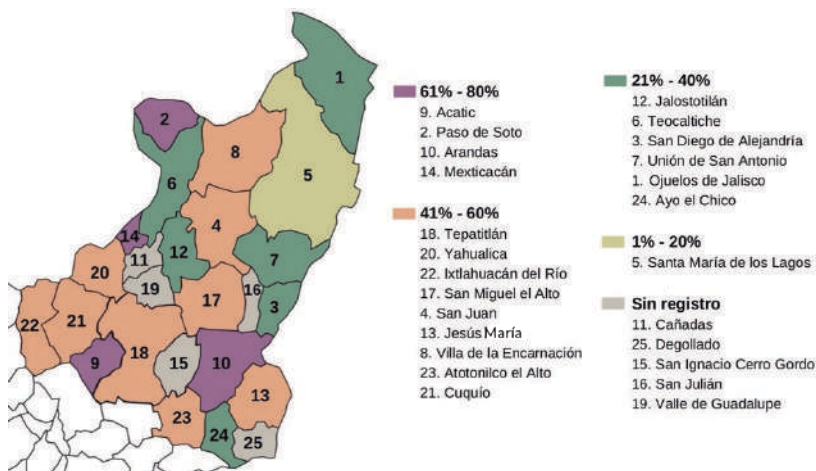 1
2
8
5
6
4
14
12
7
11
20
19
16
17
3
22
21
18
9
15
10
13
23
24
25
61% - 80%
9. Acatic
2. Paso de Soto
10. Arandas
14. Mexticacán
41% - 60%
18. Tepatitlán
20. Yahualica
22. Ixtlahuacán del Río
17. San Miguel el Alto
4. San Juan
13. Jesús María
8. Villa de la Encarnación
23. Atotonilco el Alto
21. Cuquío
21% - 40%
12. Jalostotilán
6. Teocaltiche
3. San Diego de Alejandría
7. Unión de San Antonio
1. Ojuelos de Jalisco
24. Ayo el Chico
1% - 20%
5. Santa María de los Lagos
Sin registro
11. Cañadas
25. Degollado
15. San Ignacio Cerro Gordo
16. San Julián
19. Valle de Guadalupe